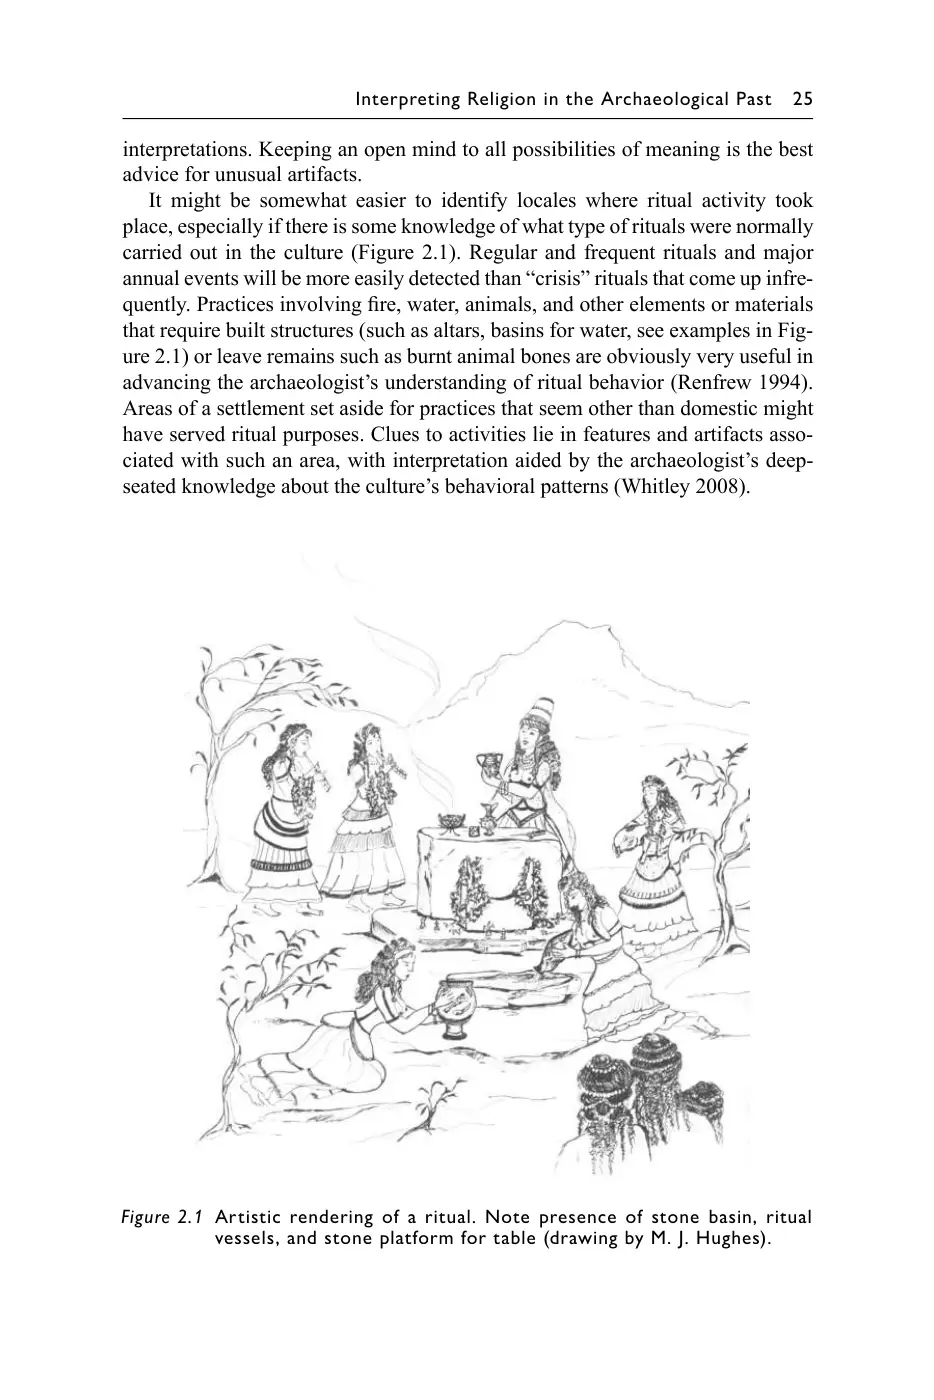 Interpreting Religion in the Archaeological Past 25
interpretations. Keeping an open mind to all possibilities of meaning is the best
advice for unusual artifacts.
It might be somewhat easier to identify locales where ritual activity took
place, especially if there is some knowledge of what type of rituals were normally
carried out in the culture (Figure 2.1). Regular and frequent rituals and major
annual events will be more easily detected than “crisis” rituals that come up infre-
quently. Practices involving fire, water, animals, and other elements or materials
that require built structures (such as altars, basins for water, see examples in Fig-
ure 2.1) or leave remains such as burnt animal bones are obviously very useful in
advancing the archaeologist’s understanding of ritual behavior (Renfrew 1994).
Areas of a settlement set aside for practices that seem other than domestic might
have served ritual purposes. Clues to activities lie in features and artifacts asso-
ciated with such an area, with interpretation aided by the archaeologist’s deep-
seated knowledge about the culture’s behavioral patterns (Whitley 2008).
Figure 2.1 Artistic rendering of a ritual. Note presence of stone basin, ritual
vessels, and stone platform for table (drawing by M. J. Hughes).